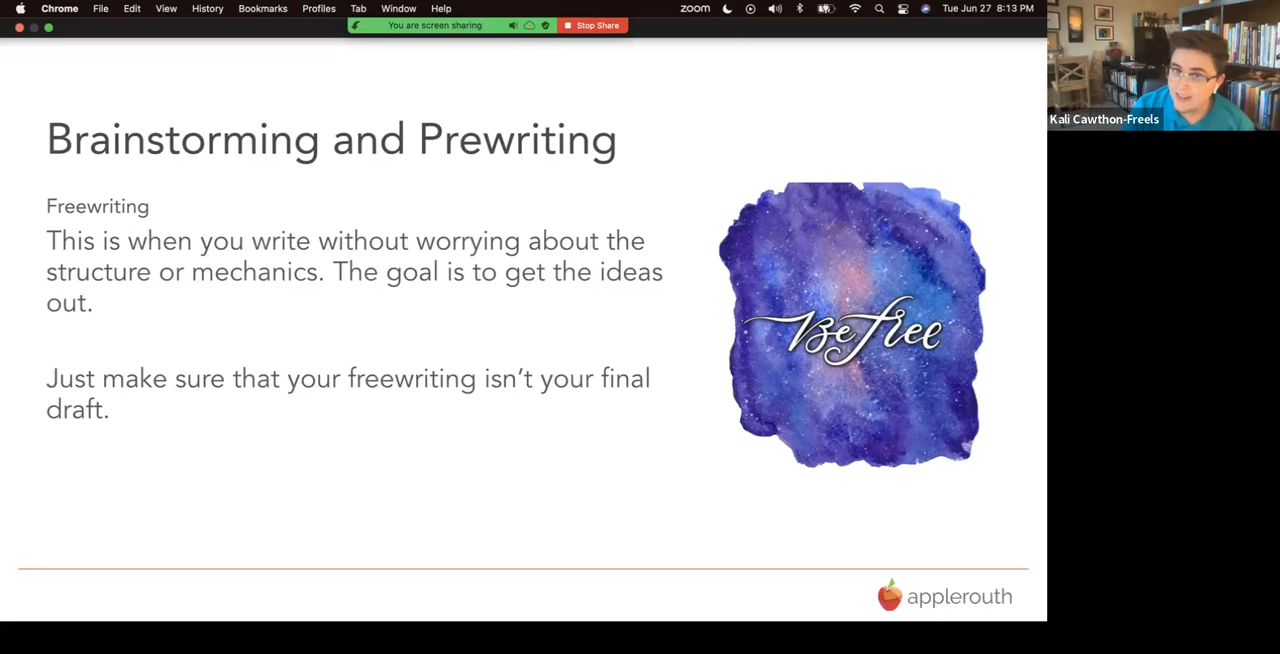 Chrome File Edit View History Bookmarks Profiles Tab Window Help zoom Tue Jun 27 8:13 PM
You are screen sharing Stop Share
Kali Cawthon-Freels
Brainstorming and Prewriting
Freewriting
This is when you write without worrying about the
structure or mechanics. The goal is to get the ideas
out.
Be free
Just make sure that your freewriting isn’t your final
draft.
applerouth